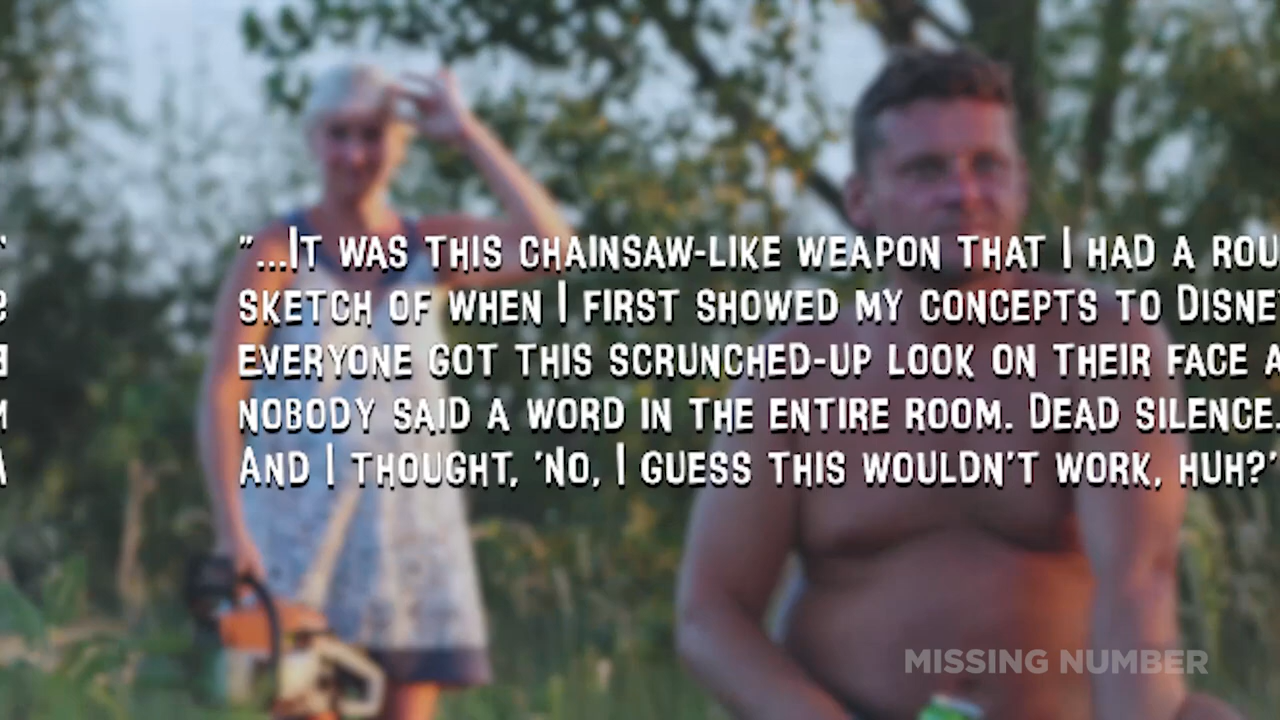 "...It was this chainsaw-like weapon that I had a rou
sketch of when I first showed my concepts to Disne
everyone got this scrunched-up look on their face a
nobody said a word in the entire room. Dead silence.
And I thought, 'No, I guess this wouldn't work, huh?'
MISSING NUMBER